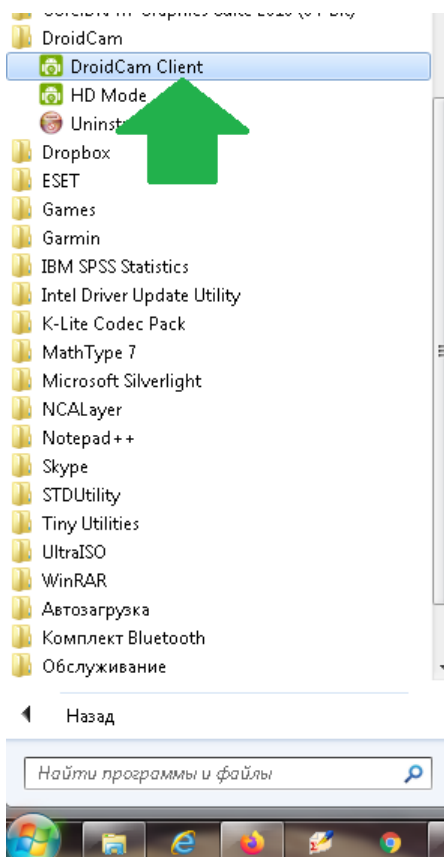 DroidCam
DroidCam Client
HD Mode
Dropbox
ESET
Games
Garmin
IBM SPSS Statistics
Intel Driver Update Utility
K-Lite Codec Pack
MathType 7
Microsoft Silverlight
NCALayer
Notepad++
Skype
STDUtility
Tiny Utilities
UltraISO
WinRAR
Автозагрузка
Комплект Bluetooth
Обслуживание
Назад
Найти программы и файлы